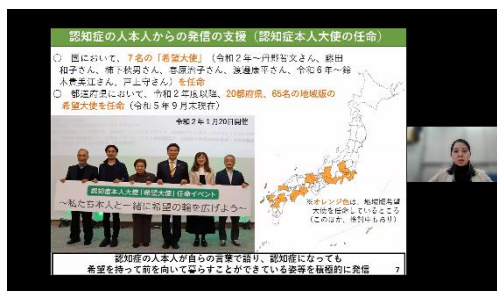 認知症の人本人からの発信の支援（認知症本人大使の任命）
○ 国において、７名の「希望大使」（令和２年～丹野智文さん、藤田
和子さん、柿下秋男さん、春原治子さん、渡邊康平さん、令和６年～鈴
木貴美江さん、戸上守さん）を任命
○ 都道府県において、令和２年度以降、20都府県、65名の地域版の
希望大使を任命（令和５年９月末現在）
令和２年１月20日開催
認知症本人大使「希望大使」任命イベント
～私たち本人と一緒に希望の輪を広げよう～
※オレンジ色は、地域版希望
大使を任命しているところ
（このほか、検討中もあり）
認知症の人本人が自らの言葉で語り、認知症になっても
希望を持って前を向いて暮らすことができている姿等を積極的に発信
7